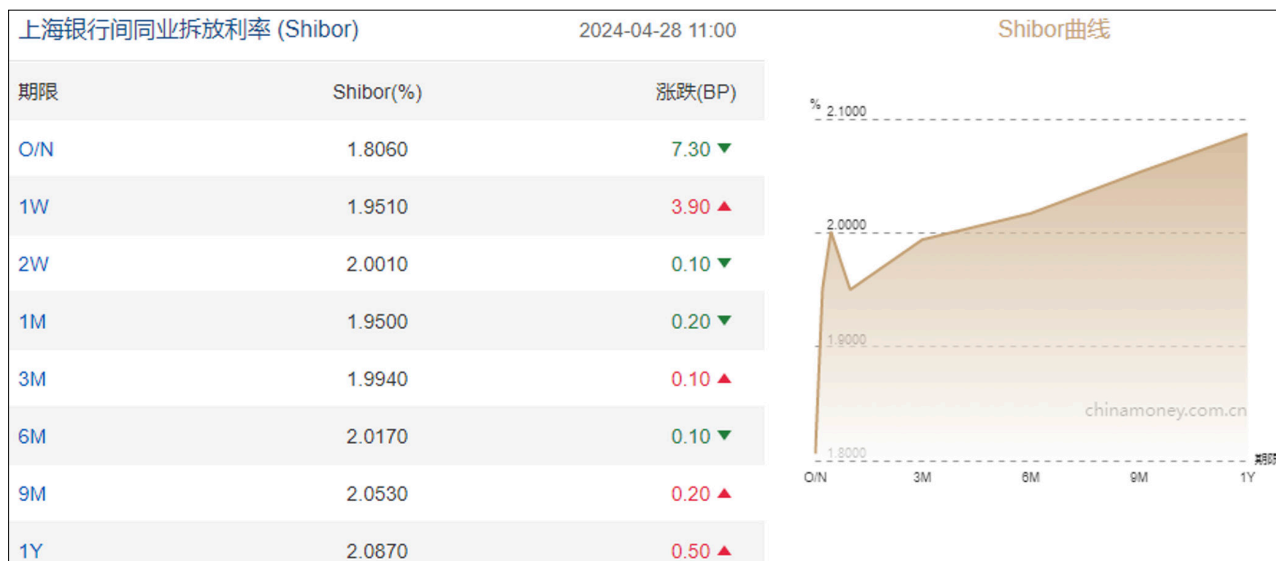 上海银行间同业拆放利率 (Shibor) 2024-04-28 11:00
期限 Shibor(%) 涨跌(BP)
O/N 1.8060 7.30 ▼
1W 1.9510 3.90 ▲
2W 2.0010 0.10 ▼
1M 1.9500 0.20 ▼
3M 1.9940 0.10 ▲
6M 2.0170 0.10 ▼
9M 2.0530 0.20 ▲
1Y 2.0870 0.50 ▲
Shibor曲线
% 2.1000
2.0000
1.9000
chinamoney.com.cn
1.8000
期限
O/N 3M 6M 9M 1Y